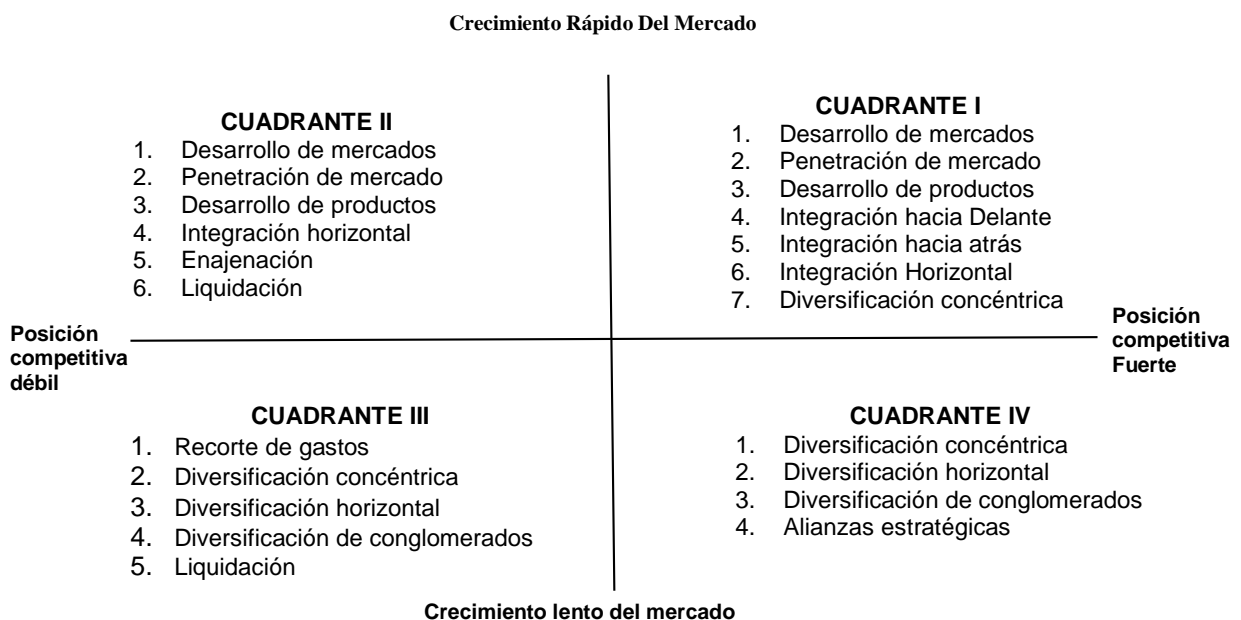 Crecimiento Rápido Del Mercado
CUADRANTE II
1. Desarrollo de mercados
2. Penetración de mercado
3. Desarrollo de productos
4. Integración horizontal
5. Enajenación
6. Liquidación
CUADRANTE I
1. Desarrollo de mercados
2. Penetración de mercado
3. Desarrollo de productos
4. Integración hacia Delante
5. Integración hacia atrás
6. Integración Horizontal
7. Diversificación concéntrica
Posición
competitiva
débil
Posición
competitiva
Fuerte
CUADRANTE III
1. Recorte de gastos
2. Diversificación concéntrica
3. Diversificación horizontal
4. Diversificación de conglomerados
5. Liquidación
CUADRANTE IV
1. Diversificación concéntrica
2. Diversificación horizontal
3. Diversificación de conglomerados
4. Alianzas estratégicas
Crecimiento lento del mercado